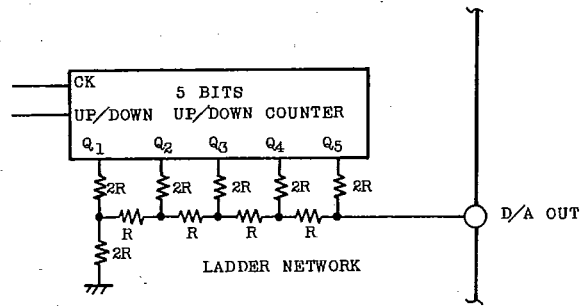 CK
5 BITS
UP/DOWN UP/DOWN COUNTER
Q1 Q2 Q3 Q4 Q5
2R 2R 2R 2R 2R
D/A OUT
R R R R
2R
LADDER NETWORK